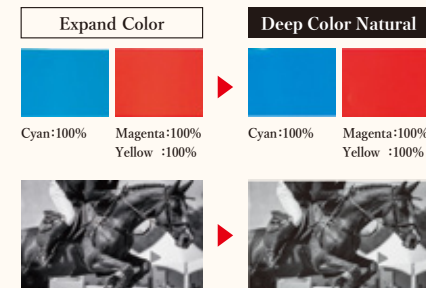 Expand Color
Deep Color Natural
Cyan:100%
Magenta:100%
Yellow :100%
Cyan:100%
Magenta:100%
Yellow :100%